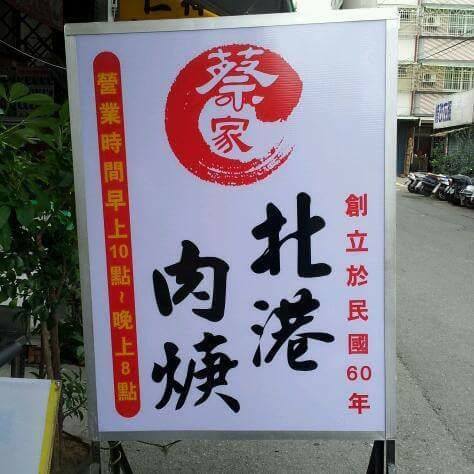 蔡家
北港
肉焿
創立於民國60年
營業時間早上10點~晚上8點